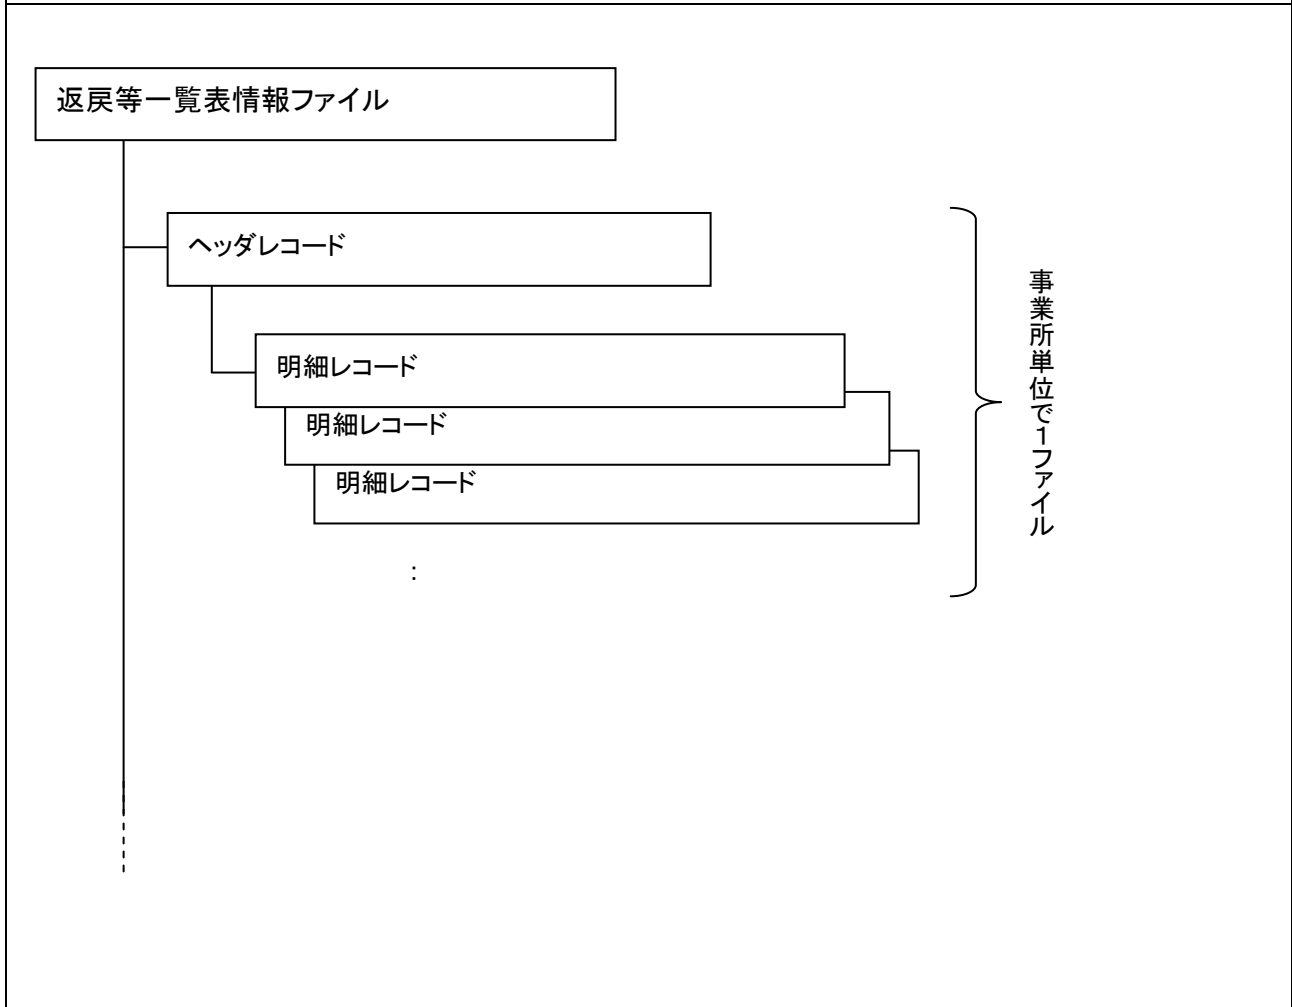 返戻等一覧表情報ファイル
ヘッダレコード
明細レコード
明細レコード
明細レコード
：
事業所単位で１ファイル